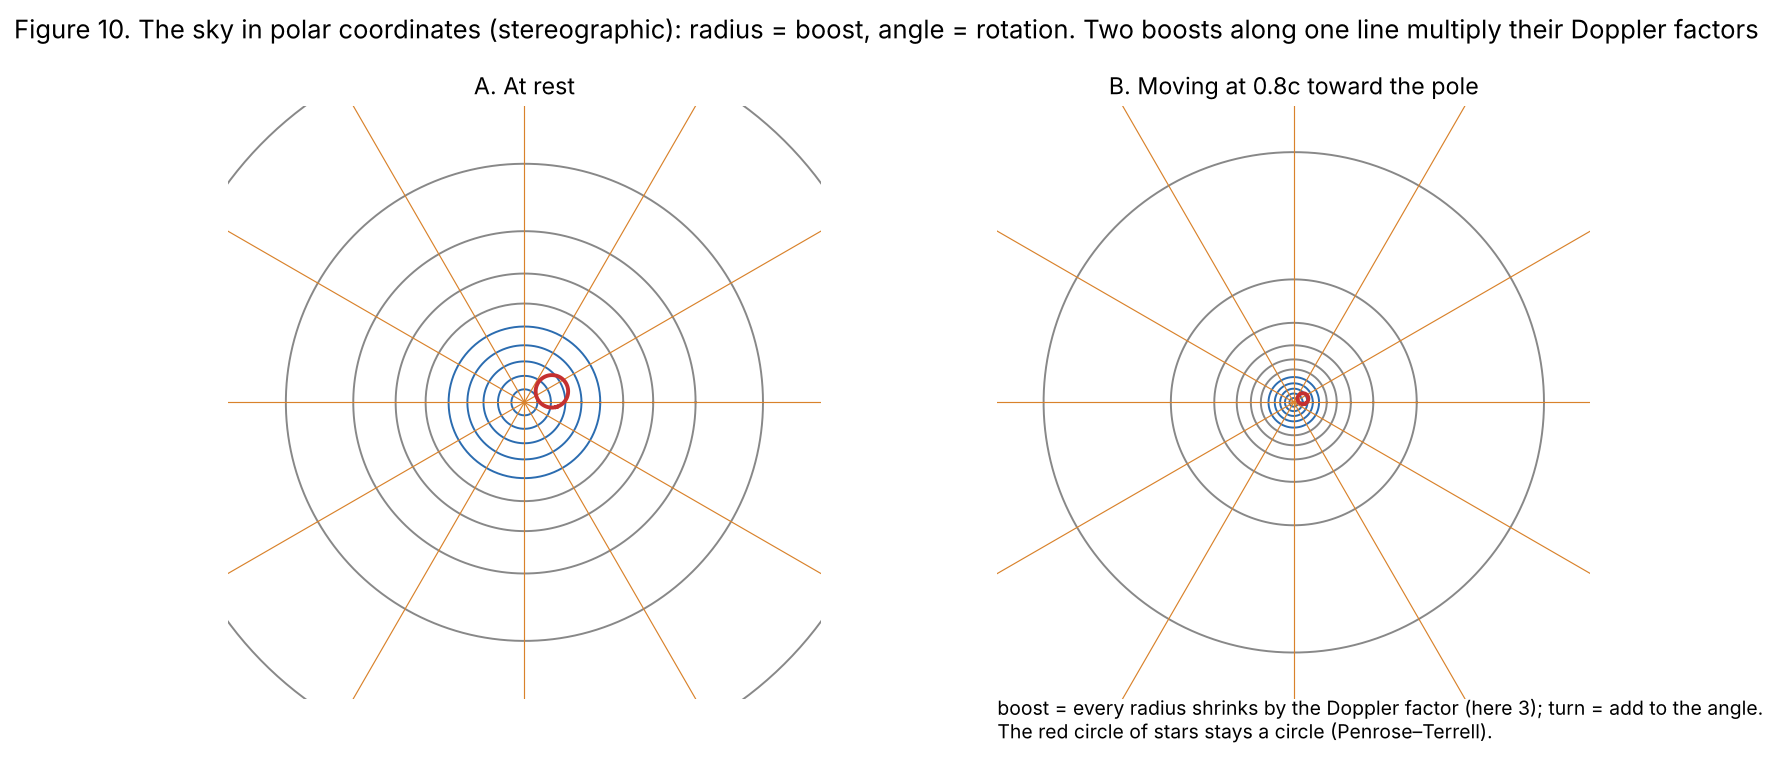 Figure 10. The sky in polar coordinates (stereographic): radius = boost, angle = rotation. Two boosts along one line multiply their Doppler factors
A. At rest
B. Moving at 0.8c toward the pole
boost = every radius shrinks by the Doppler factor (here 3); turn = add to the angle.
The red circle of stars stays a circle (Penrose–Terrell).